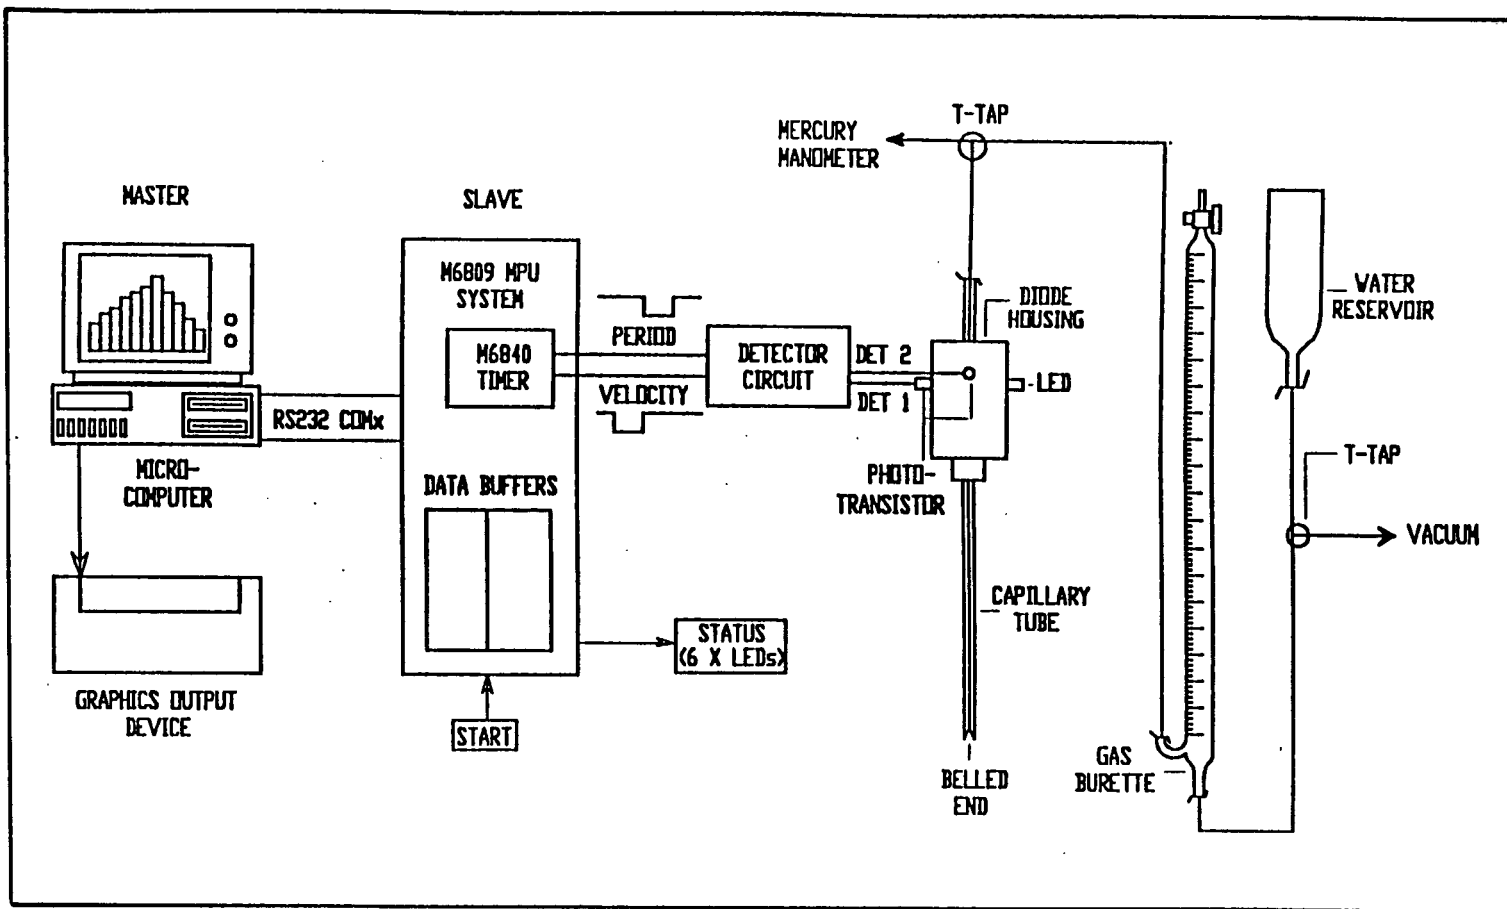 T-TAP
MERCURY
MANOMETER
MASTER
SLAVE
M6809 MPU
SYSTEM
M6840
TIMER
PERIOD
VELOCITY
DETECTOR
CIRCUIT
DET 2
DET 1
DIODE
HOUSING
LED
WATER
RESERVOIR
RS232 COMx
MICRO-
COMPUTER
DATA BUFFERS
PHOTO-
TRANSISTOR
T-TAP
VACUUM
CAPILLARY
TUBE
STATUS
(6 X LEDs)
GRAPHICS OUTPUT
DEVICE
START
BELLED
END
GAS
BURETTE